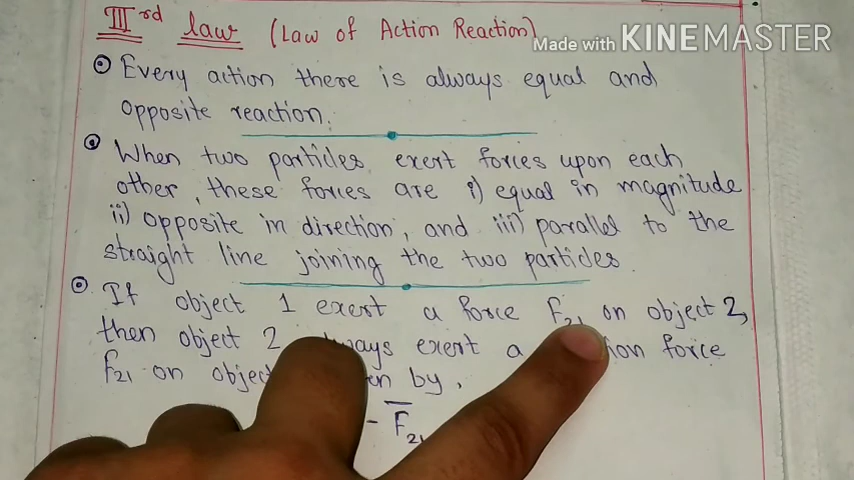 IIIrd law (Law of Action Reaction)
Made with KINEMASTER
Every action there is always equal and
opposite reaction.
When two particles exert forces upon each
other, these forces are i) equal in magnitude
ii) opposite in direction, and iii) parallel to the
straight line joining the two particles.
If object 1 exert a force F21 on object 2,
then object 2 exert a force
F21 on by,
- F21